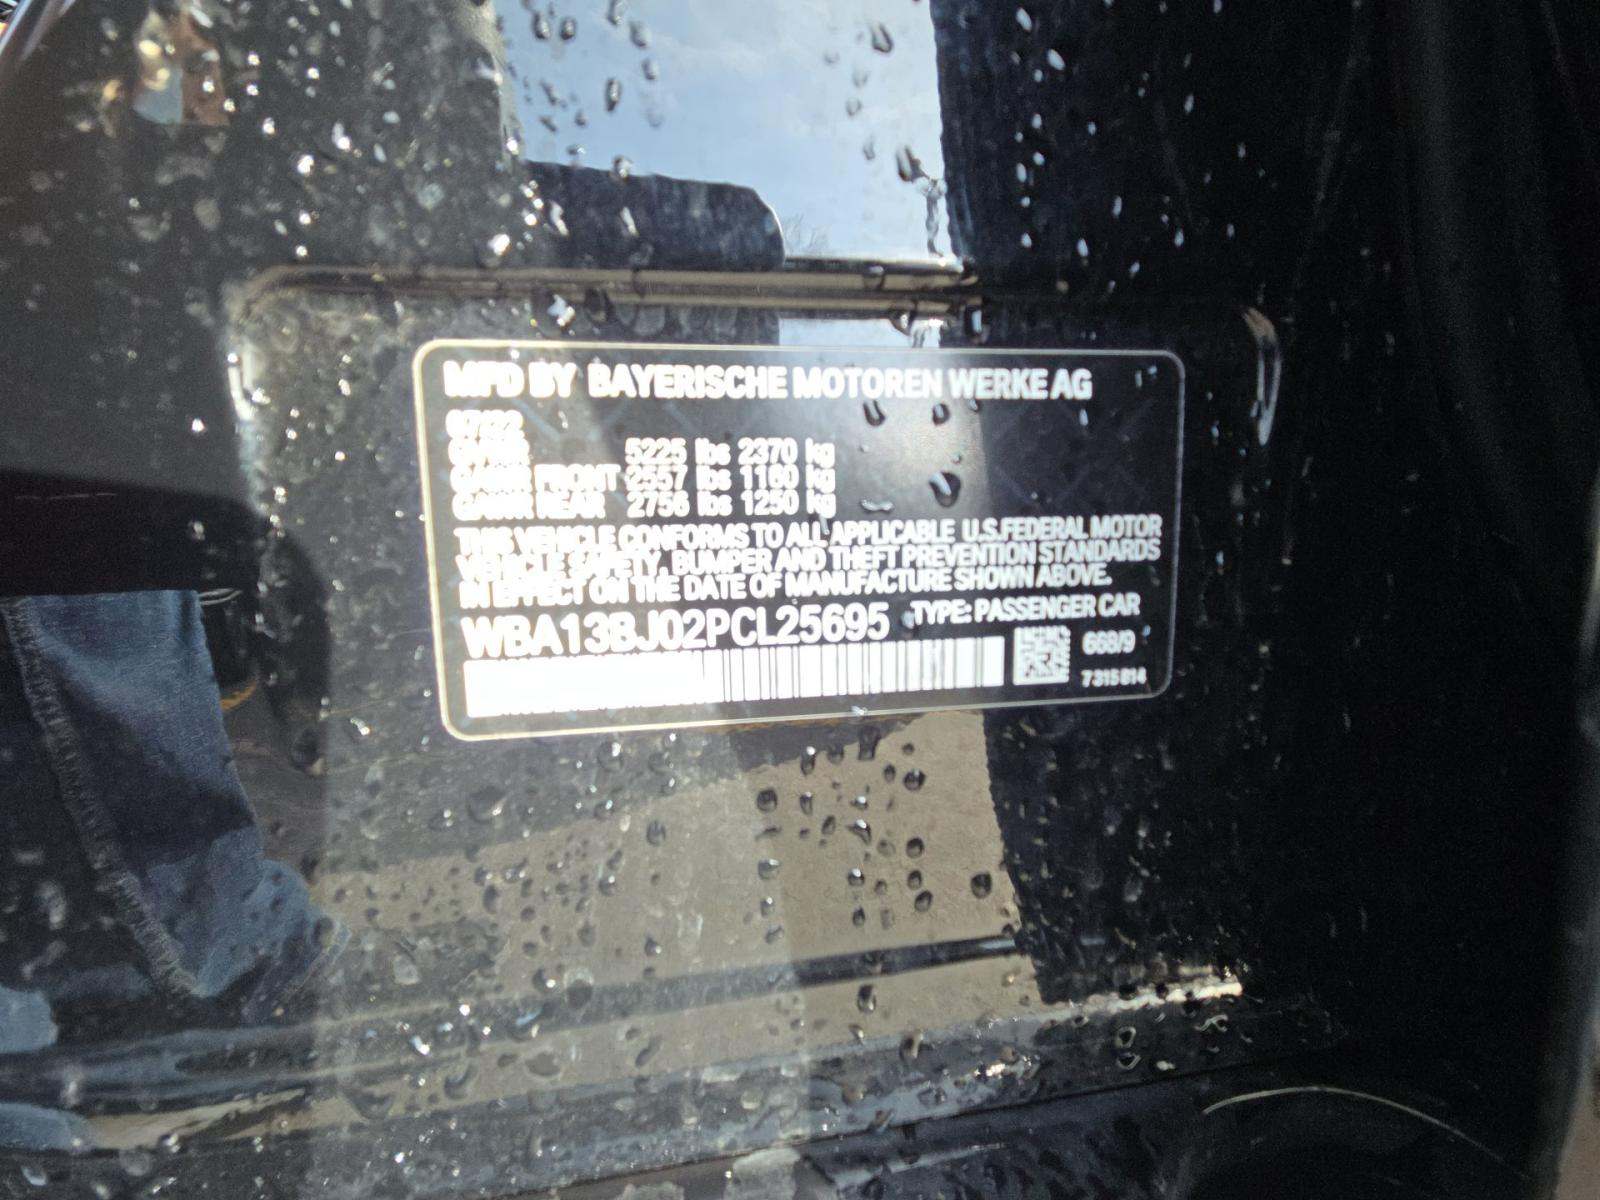 MFD BY BAYERISCHE MOTOREN WERKE AG
07/22
GVWR 5225 lbs 2370 kg
GAWR FRONT 2557 lbs 1160 kg
GAWR REAR 2756 lbs 1250 kg
THIS VEHICLE CONFORMS TO ALL APPLICABLE U.S.FEDERAL MOTOR
VEHICLE SAFETY, BUMPER AND THEFT PREVENTION STANDARDS
IN EFFECT ON THE DATE OF MANUFACTURE SHOWN ABOVE.
WBA13BJ02PCL25695 TYPE: PASSENGER CAR
668/9
7315814